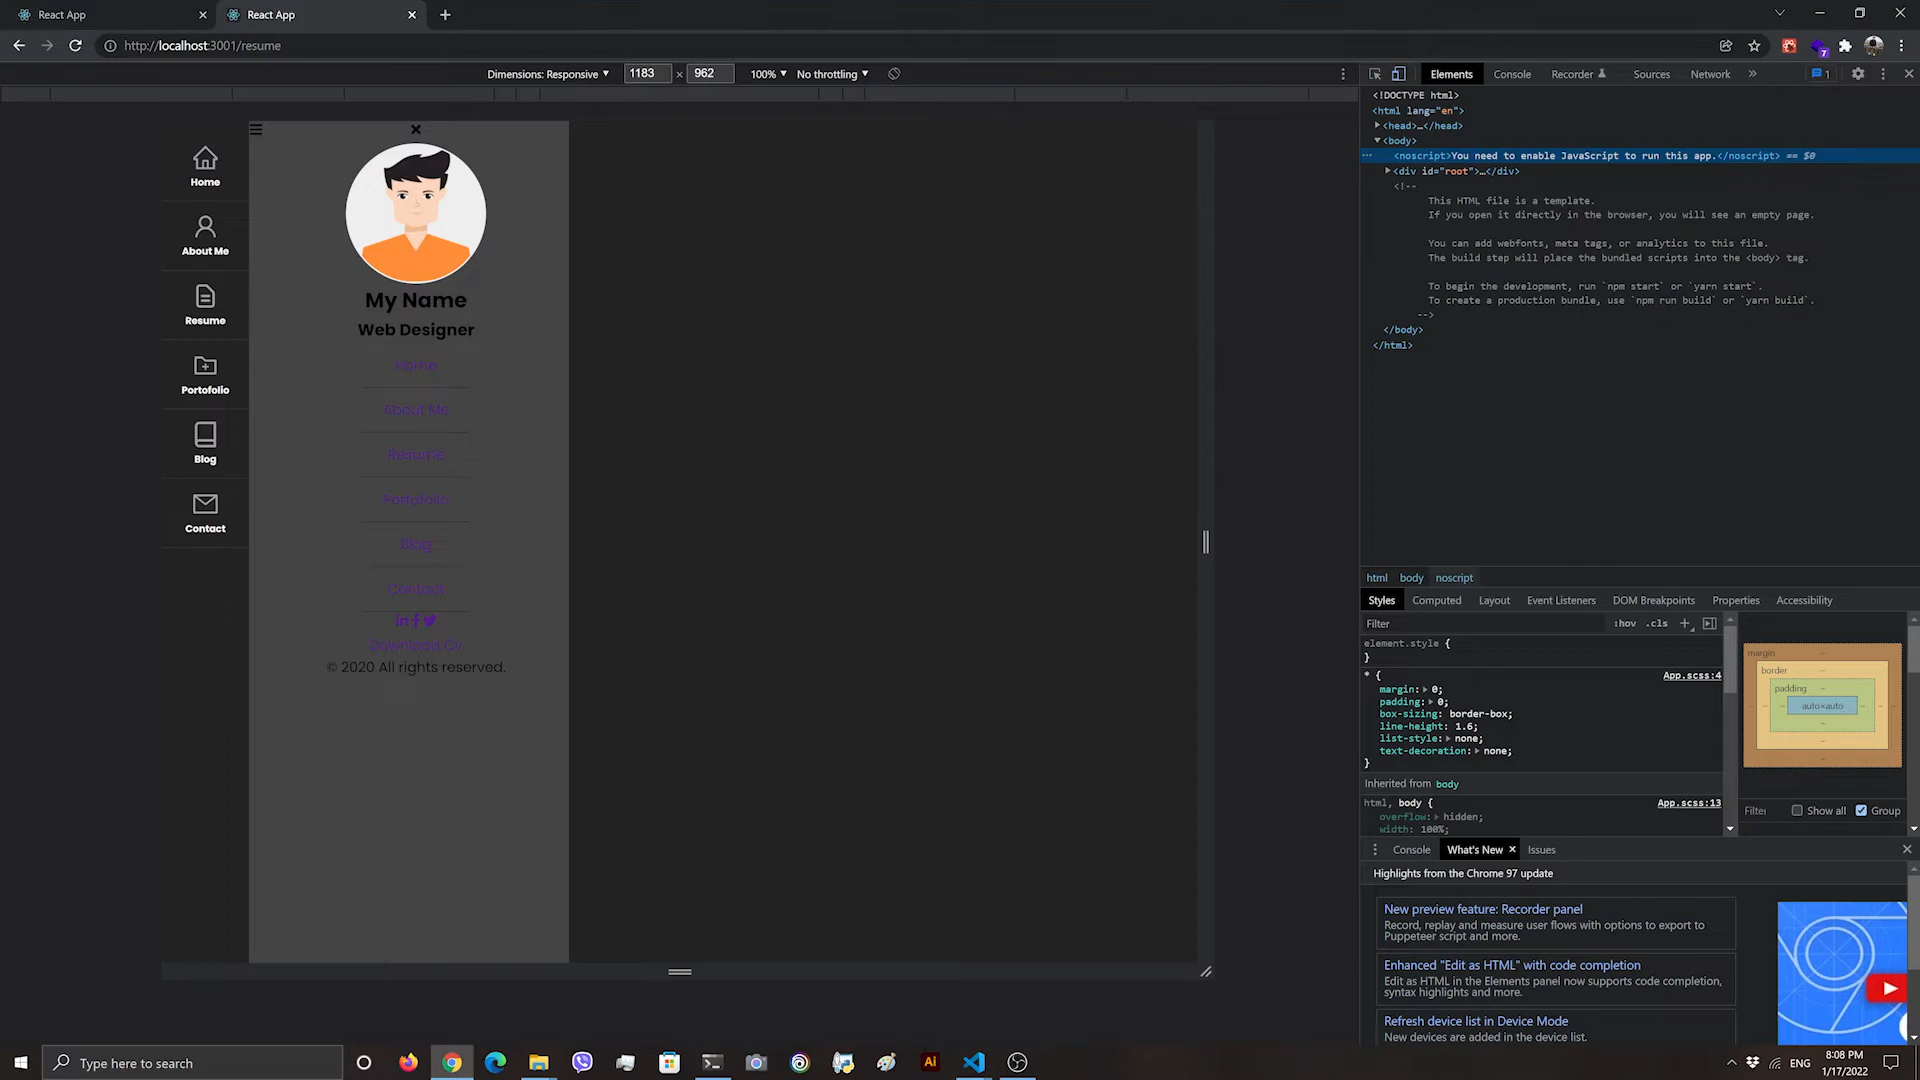 React App
React App
http://localhost:3001/resume
Dimensions: Responsive ▼ 1183 × 962 100% ▼ No throttling ▼
Home
About Me
Resume
Portofolio
Blog
Contact
My Name
Web Designer
Home
About Me
Resume
Portofolio
Blog
Contact
Download Cv
© 2020 All rights reserved.
Elements Console Recorder Sources Network 1
<!DOCTYPE html>
<html lang="en">
<head>…</head>
<body>
<noscript>You need to enable JavaScript to run this app.</noscript> == $0
<div id="root">…</div>
<!--
This HTML file is a template.
If you open it directly in the browser, you will see an empty page.
You can add webfonts, meta tags, or analytics to this file.
The build step will place the bundled scripts into the <body> tag.
To begin the development, run `npm start` or `yarn start`.
To create a production bundle, use `npm run build` or `yarn build`.
-->
</body>
</html>
html body noscript
Styles Computed Layout Event Listeners DOM Breakpoints Properties Accessibility
Filter :hov .cls
element.style {
}
* { App.scss:4
margin: 0;
padding: 0;
box-sizing: border-box;
line-height: 1.6;
list-style: none;
text-decoration: none;
}
Inherited from body
html, body { App.scss:13
overflow: hidden;
width: 100%;
margin –
border –
padding –
auto×auto
Filter Show all Group
Console What's New Issues
Highlights from the Chrome 97 update
New preview feature: Recorder panel
Record, replay and measure user flows with options to export to
Puppeteer script and more.
Enhanced "Edit as HTML" with code completion
Edit as HTML in the Elements panel now supports code completion,
syntax highlights and more.
Refresh device list in Device Mode
New devices are added in the device list.
Type here to search
Ai
ENG
8:08 PM
1/17/2022
7